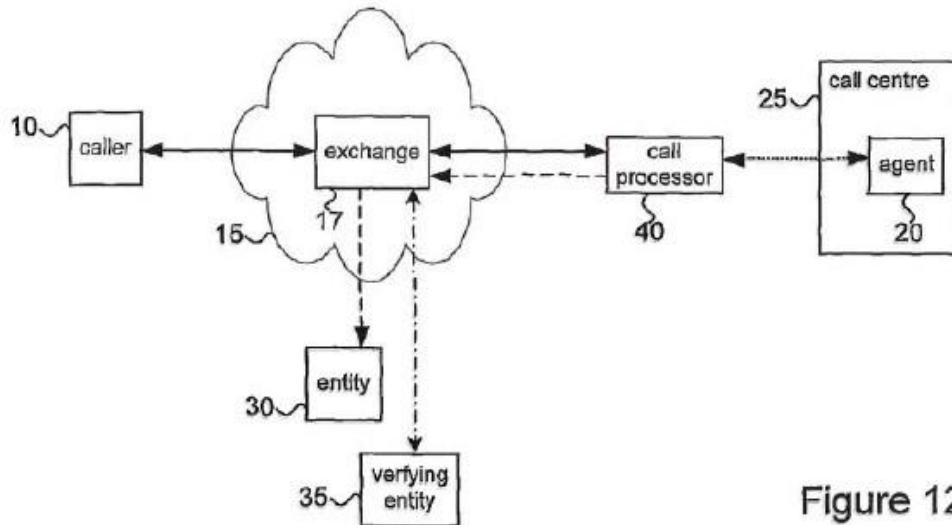 25
call centre
10
caller
exchange
call
processor
agent
17
15
40
20
entity
30
verfying
entity
35
Figure 12